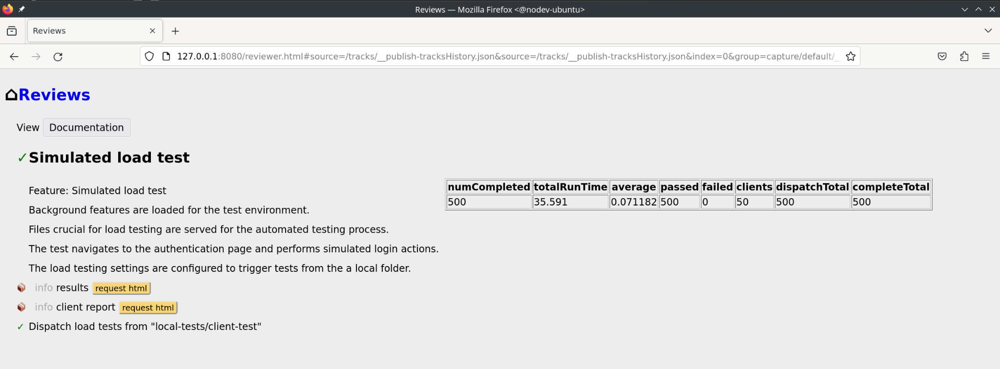 Reviews — Mozilla Firefox <@nodev-ubuntu>
Reviews
127.0.0.1:8080/reviewer.html#source=/tracks/__publish-tracksHistory.json&source=/tracks/__publish-tracksHistory.json&index=0&group=capture/default/_
Reviews
View Documentation
✓Simulated load test
Feature: Simulated load test
Background features are loaded for the test environment.
Files crucial for load testing are served for the automated testing process.
The test navigates to the authentication page and performs simulated login actions.
The load testing settings are configured to trigger tests from the a local folder.
info results request html
info client report request html
✓ Dispatch load tests from "local-tests/client-test"
numCompleted totalRunTime average passed failed clients dispatchTotal completeTotal
500 35.591 0.071182 500 0 50 500 500